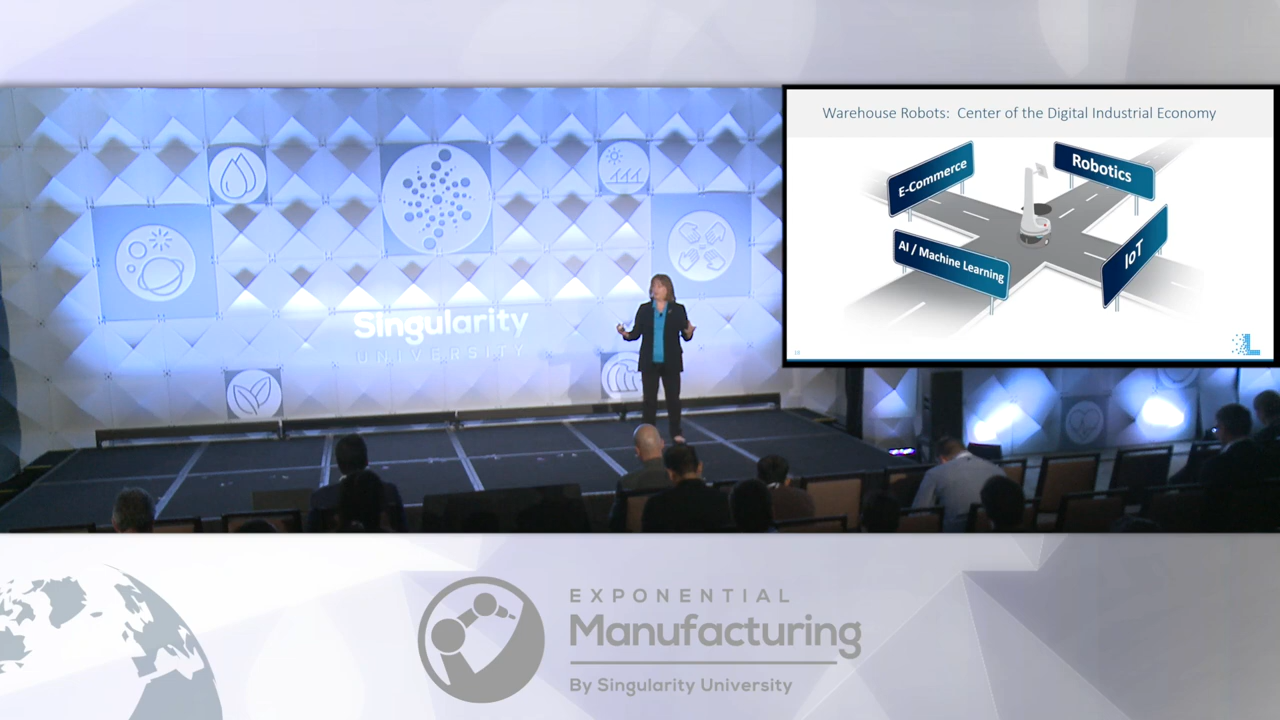 Warehouse Robots: Center of the Digital Industrial Economy
E-Commerce
Robotics
AI / Machine Learning
IoT
L
Singularity
UNIVERSITY
EXPONENTIAL
Manufacturing
By Singularity University